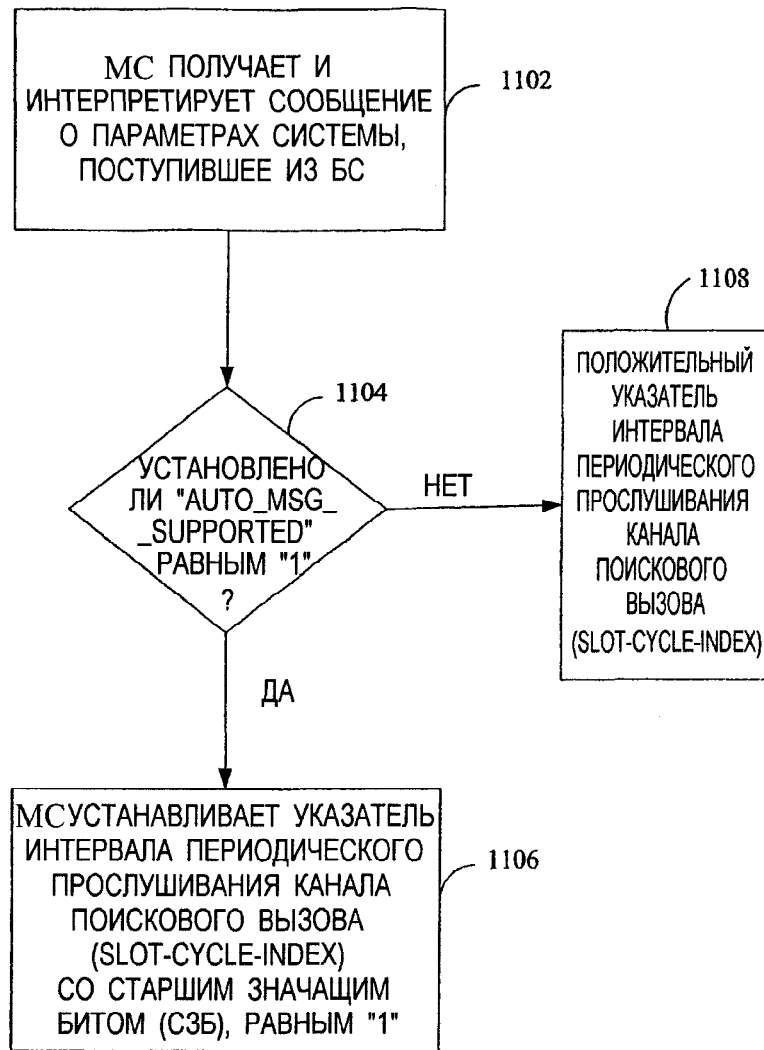 МС ПОЛУЧАЕТ И
ИНТЕРПРЕТИРУЕТ СООБЩЕНИЕ
О ПАРАМЕТРАХ СИСТЕМЫ,
ПОСТУПИВШЕЕ ИЗ БС
1102
1104
УСТАНОВЛЕНО
ЛИ "AUTO_MSG_
_SUPPORTED"
РАВНЫМ "1"
?
НЕТ
1108
ПОЛОЖИТЕЛЬНЫЙ
УКАЗАТЕЛЬ
ИНТЕРВАЛА
ПЕРИОДИЧЕСКОГО
ПРОСЛУШИВАНИЯ
КАНАЛА
ПОИСКОВОГО
ВЫЗОВА
(SLOT-CYCLE-INDEX)
ДА
МС УСТАНАВЛИВАЕТ УКАЗАТЕЛЬ
ИНТЕРВАЛА ПЕРИОДИЧЕСКОГО
ПРОСЛУШИВАНИЯ КАНАЛА
ПОИСКОВОГО ВЫЗОВА
(SLOT-CYCLE-INDEX)
СО СТАРШИМ ЗНАЧАЩИМ
БИТОМ (СЗБ), РАВНЫМ "1"
1106